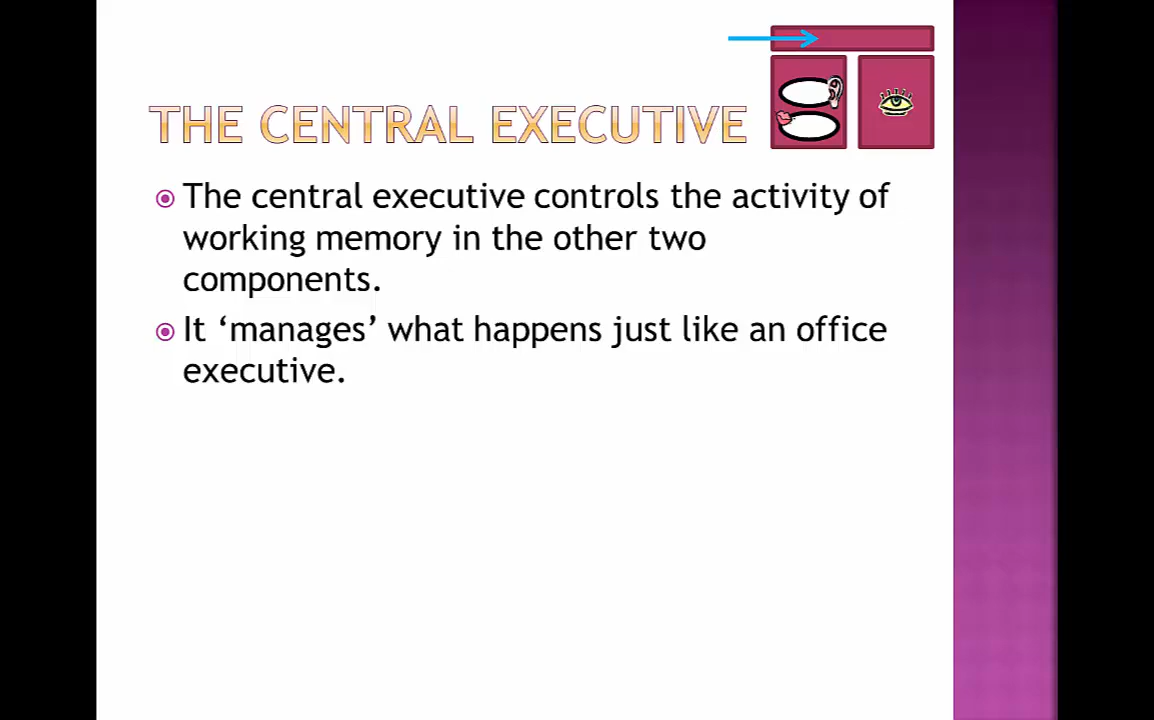 THE CENTRAL EXECUTIVE
The central executive controls the activity of
working memory in the other two
components.
It ‘manages’ what happens just like an office
executive.